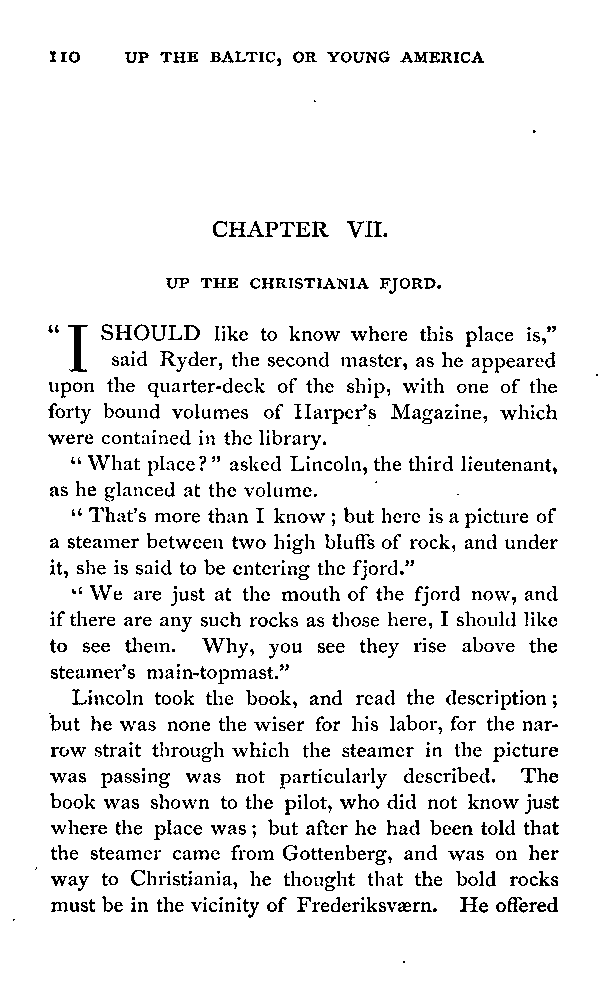 110 UP THE BALTIC, OR YOUNG AMERICA
CHAPTER VII.
UP THE CHRISTIANIA FJORD.
"I SHOULD like to know where this place is,"
said Ryder, the second master, as he appeared
upon the quarter-deck of the ship, with one of the
forty bound volumes of Harper's Magazine, which
were contained in the library.
"What place?" asked Lincoln, the third lieutenant,
as he glanced at the volume.
"That's more than I know; but here is a picture of
a steamer between two high bluffs of rock, and under
it, she is said to be entering the fjord."
"We are just at the mouth of the fjord now, and
if there are any such rocks as those here, I should like
to see them. Why, you see they rise above the
steamer's main-topmast."
Lincoln took the book, and read the description;
but he was none the wiser for his labor, for the nar-
row strait through which the steamer in the picture
was passing was not particularly described. The
book was shown to the pilot, who did not know just
where the place was; but after he had been told that
the steamer came from Gottenberg, and was on her
way to Christiania, he thought that the bold rocks
must be in the vicinity of Frederiksværn. He offered